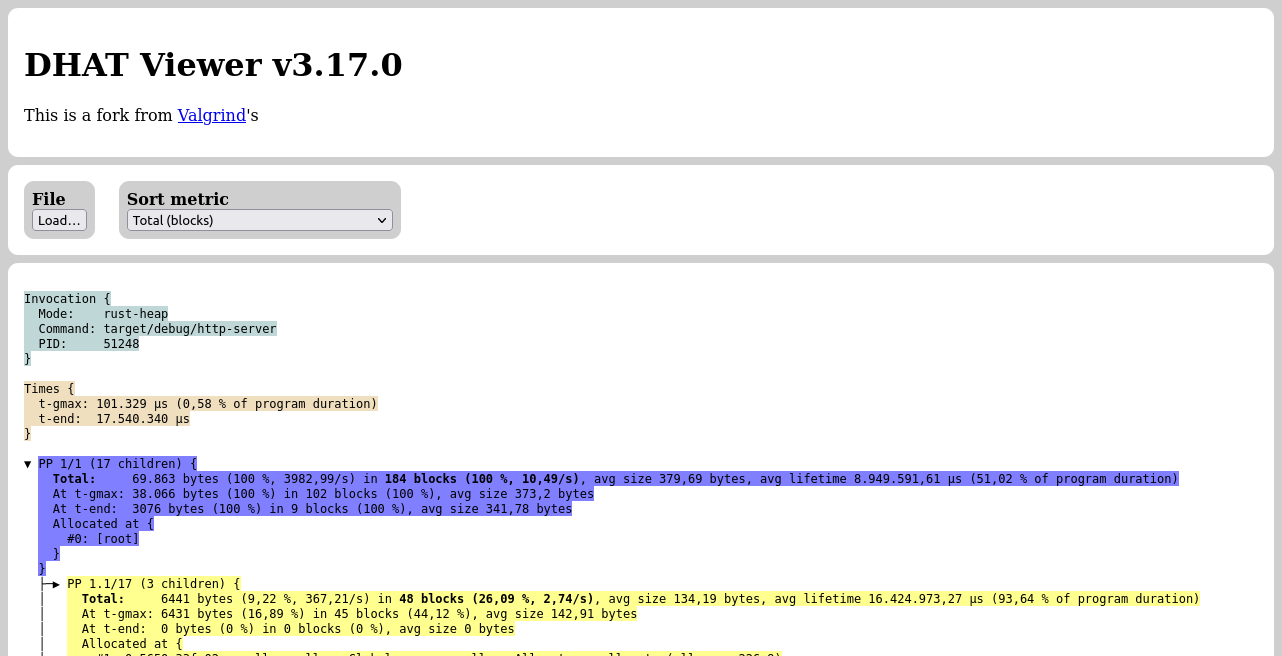 DHAT Viewer v3.17.0
This is a fork from Valgrind's
File
Load…
Sort metric
Total (blocks)
Invocation {
  Mode:    rust-heap
  Command: target/debug/http-server
  PID:     51248
}
Times {
  t-gmax: 101.329 µs (0,58 % of program duration)
  t-end:  17.540.340 µs
}
▼ PP 1/1 (17 children) {
    Total:     69.863 bytes (100 %, 3982,99/s) in 184 blocks (100 %, 10,49/s), avg size 379,69 bytes, avg lifetime 8.949.591,61 µs (51,02 % of program duration)
    At t-gmax: 38.066 bytes (100 %) in 102 blocks (100 %), avg size 373,2 bytes
    At t-end:  3076 bytes (100 %) in 9 blocks (100 %), avg size 341,78 bytes
    Allocated at {
      #0: [root]
    }
  }
  ├─▶ PP 1.1/17 (3 children) {
  │     Total:     6441 bytes (9,22 %, 367,21/s) in 48 blocks (26,09 %, 2,74/s), avg size 134,19 bytes, avg lifetime 16.424.973,27 µs (93,64 % of program duration)
  │     At t-gmax: 6431 bytes (16,89 %) in 45 blocks (44,12 %), avg size 142,91 bytes
  │     At t-end:  0 bytes (0 %) in 0 blocks (0 %), avg size 0 bytes
  │     Allocated at {